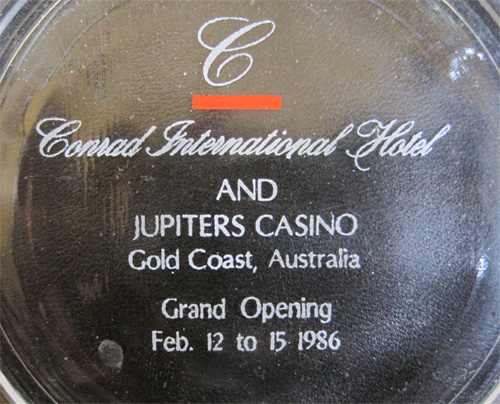 C
Conrad International Hotel
AND
JUPITERS CASINO
Gold Coast, Australia
Grand Opening
Feb. 12 to 15 1986